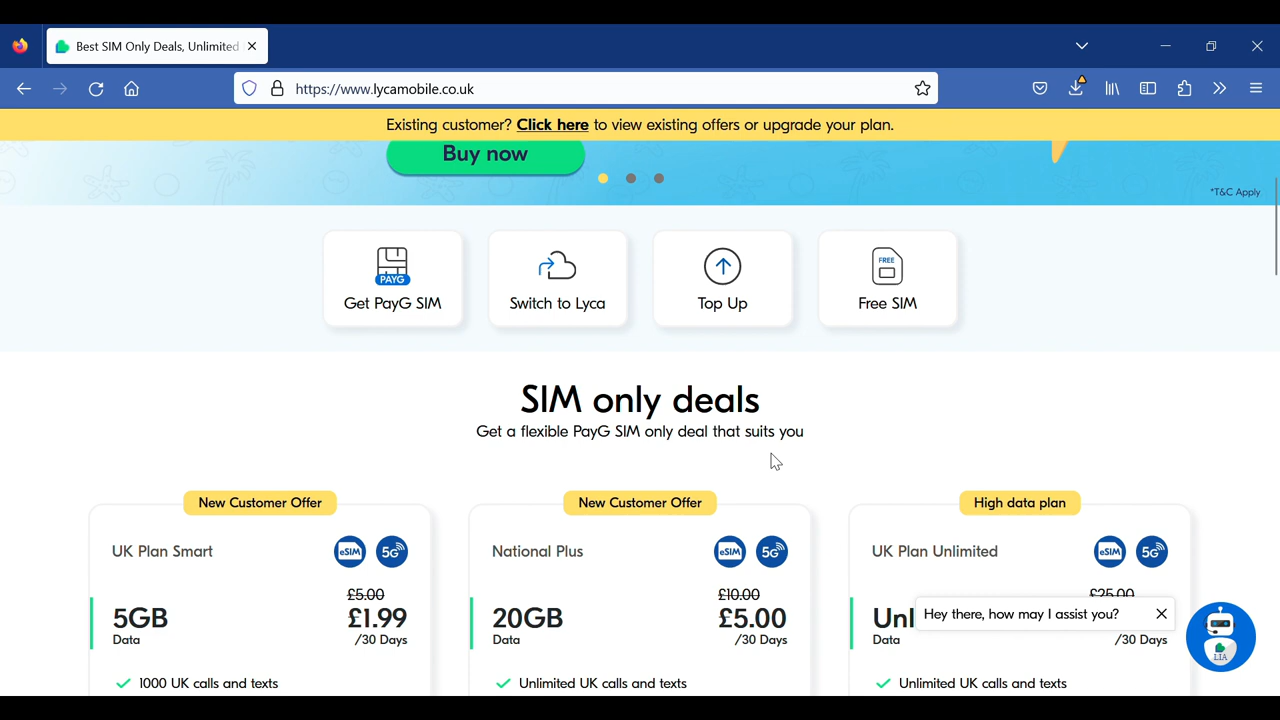 Best SIM Only Deals, Unlimited
https://www.lycamobile.co.uk
Existing customer? Click here to view existing offers or upgrade your plan.
Buy now
*T&C Apply
PAYG
Get PayG SIM
Switch to Lyca
Top Up
FREE
Free SIM
SIM only deals
Get a flexible PayG SIM only deal that suits you
New Customer Offer
UK Plan Smart
eSIM
5G
£5.00
5GB
£1.99
Data
/30 Days
1000 UK calls and texts
New Customer Offer
National Plus
eSIM
5G
£10.00
20GB
£5.00
Data
/30 Days
Unlimited UK calls and texts
High data plan
UK Plan Unlimited
eSIM
5G
£25.00
Data
/30 Days
Unlimited UK calls and texts
Hey there, how may I assist you?
LIA